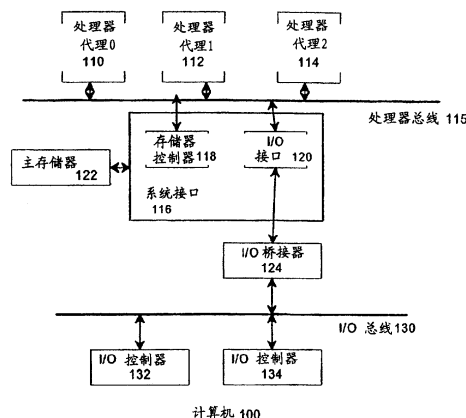 处理器
代理0
110
处理器
代理1
112
处理器
代理2
114
处理器总线 115
主存储器
122
存储器
控制器 118
I/O
接口 120
系统接口
116
I/O 桥接器
124
I/O 总线 130
I/O 控制器
132
I/O 控制器
134
计算机 100